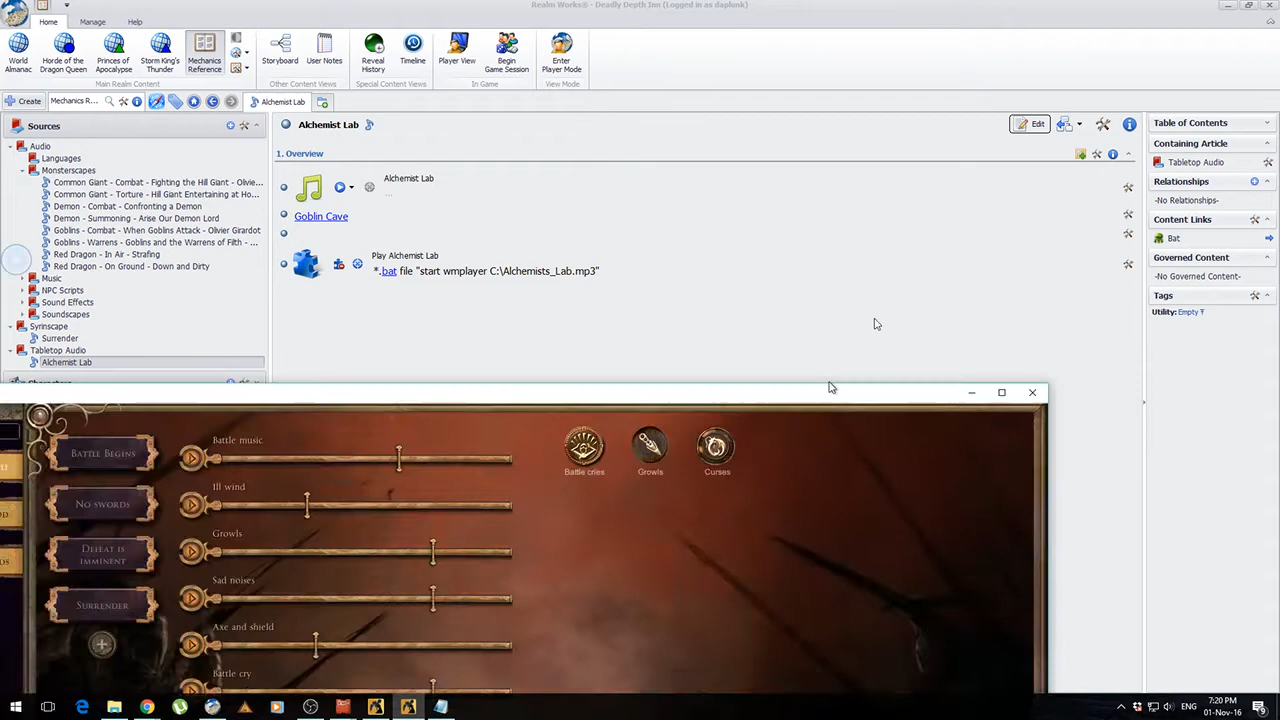 Realm Works® - Deadly Depth Inn (Logged in as daplunk)
Home Manage Help
World Almanac
Horde of the Dragon Queen
Princes of Apocalypse
Storm King's Thunder
Mechanics Reference
Storyboard
User Notes
Reveal History
Timeline
Player View
Begin Game Session
Enter Player Mode
Main Realm Content
Other Content Views
Special Content Views
In Game
View Mode
Create
Mechanics R...
Alchemist Lab
Sources
Audio
Languages
Monsterscapes
Common Giant - Combat - Fighting the Hill Giant - Olivie...
Common Giant - Torture - Hill Giant Entertaining at Ho...
Demon - Combat - Confronting a Demon
Demon - Summoning - Arise Our Demon Lord
Goblins - Combat - When Goblins Attack - Olivier Girardot
Goblins - Warrens - Goblins and the Warrens of Filth - ...
Red Dragon - In Air - Strafing
Red Dragon - On Ground - Down and Dirty
Music
NPC Scripts
Sound Effects
Soundscapes
Syrinscape
Surrender
Tabletop Audio
Alchemist Lab
Characters
Alchemist Lab
Edit
1. Overview
Alchemist Lab
...
Goblin Cave
Play Alchemist Lab
*.bat file "start wmplayer C:\Alchemists_Lab.mp3"
Table of Contents
Containing Article
Tabletop Audio
Relationships
-No Relationships-
Content Links
Bat
Governed Content
-No Governed Content-
Tags
Utility: Empty
Battle Begins
No swords
Defeat is imminent
Surrender
Battle music
Ill wind
Growls
Sad noises
Axe and shield
Battle cry
Battle cries
Growls
Curses
7:20 PM
01-Nov-16